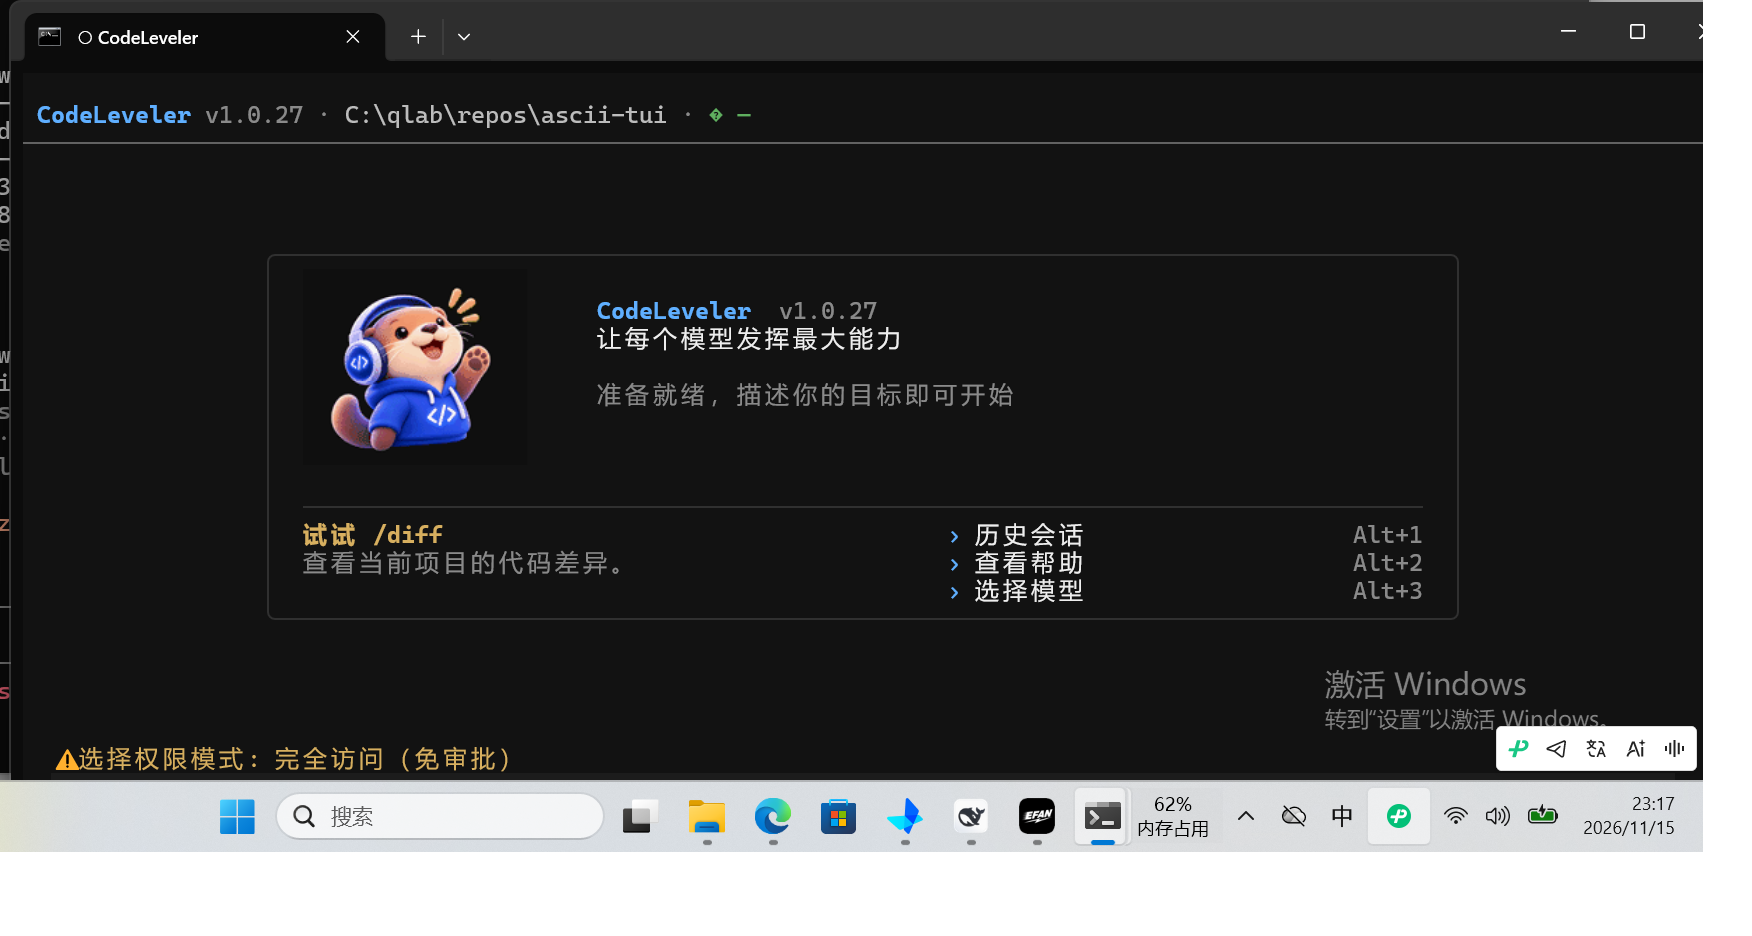 CodeLeveler
CodeLeveler v1.0.27 · C:\qlab\repos\ascii-tui · � —
</>
</>
CodeLeveler v1.0.27
让每个模型发挥最大能力
准备就绪，描述你的目标即可开始
试试 /diff
查看当前项目的代码差异。
› 历史会话 Alt+1
› 查看帮助 Alt+2
› 选择模型 Alt+3
激活 Windows
转到“设置”以激活 Windows。
⚠选择权限模式：完全访问（免审批）
搜索
EFAN
62%
内存占用
中
23:17
2026/11/15